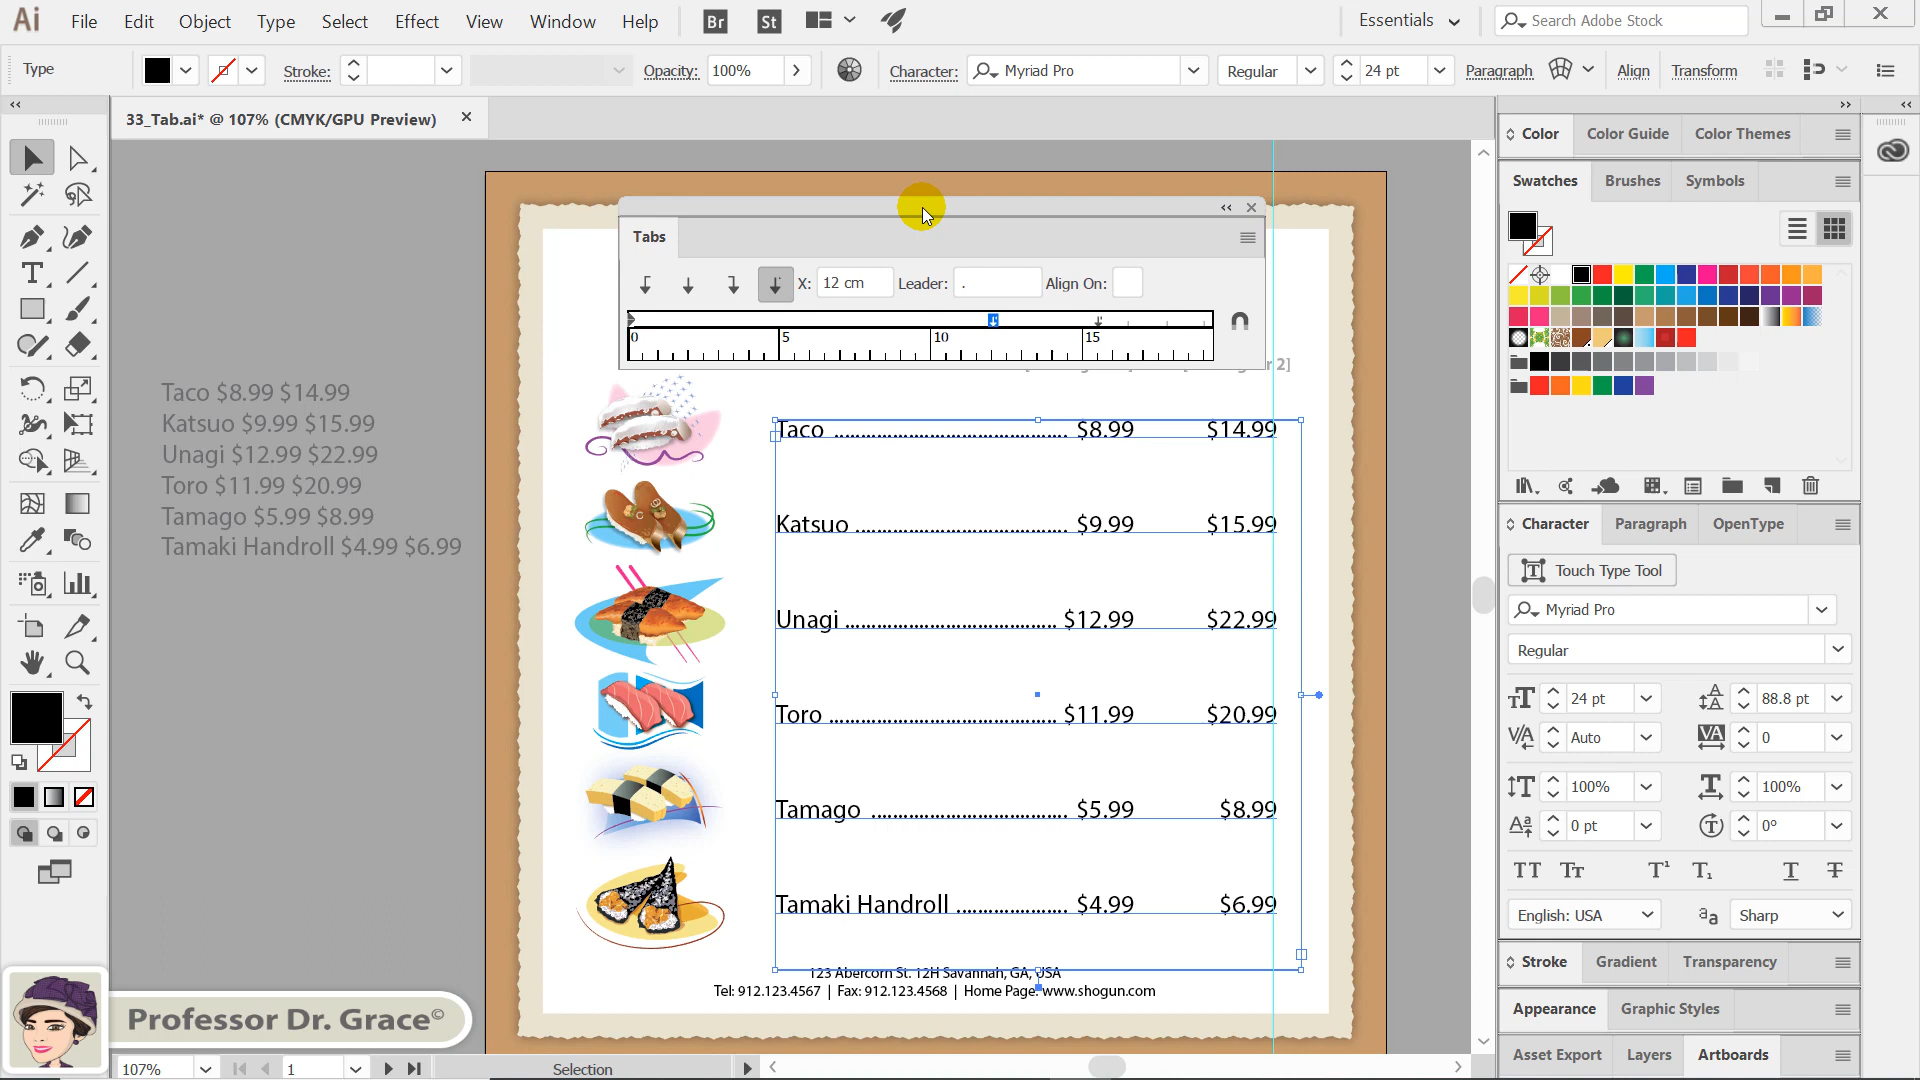 Ai File Edit Object Type Select Effect View Window Help Br St Essentials Search Adobe Stock
Type Stroke: Opacity: 100% Character: Myriad Pro Regular 24 pt Paragraph Align Transform
33_Tab.ai* @ 107% (CMYK/GPU Preview)
Color Color Guide Color Themes
Swatches Brushes Symbols
Tabs
X: 12 cm Leader: . Align On:
0 5 10 15
r 2]
Taco $8.99 $14.99
Katsuo $9.99 $15.99
Unagi $12.99 $22.99
Toro $11.99 $20.99
Tamago $5.99 $8.99
Tamaki Handroll $4.99 $6.99
Taco ..................................... $8.99 $14.99
Katsuo .................................. $9.99 $15.99
Unagi .................................. $12.99 $22.99
Toro .................................... $11.99 $20.99
Tamago ............................... $5.99 $8.99
Tamaki Handroll .................. $4.99 $6.99
123 Abercorn St. 12H Savannah, GA, USA
Tel: 912.123.4567 | Fax: 912.123.4568 | Home Page: www.shogun.com
Character Paragraph OpenType
Touch Type Tool
Myriad Pro
Regular
24 pt 88.8 pt
Auto 0
100% 100%
0 pt 0°
English: USA Sharp
Stroke Gradient Transparency
Appearance Graphic Styles
Asset Export Layers Artboards
Professor Dr. Grace©
107% 1 Selection